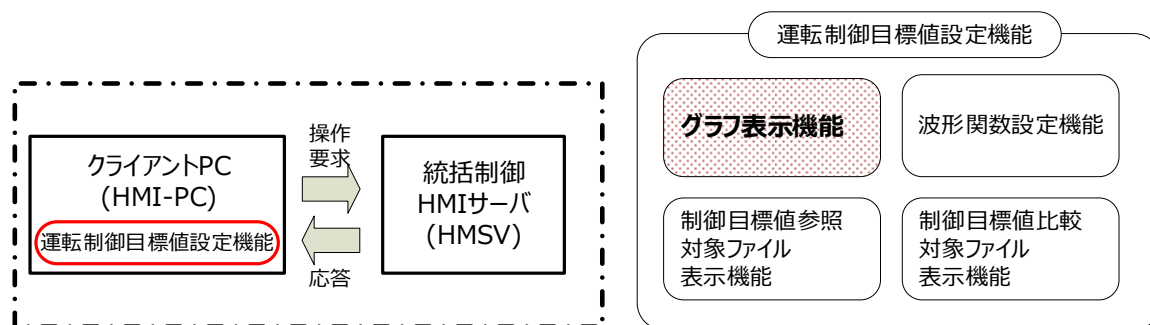 操作
要求
クライアントPC
(HMI-PC)
運転制御目標値設定機能
統括制御
HMIサーバ
(HMSV)
応答
運転制御目標値設定機能
グラフ表示機能
波形関数設定機能
制御目標値参照
対象ファイル
表示機能
制御目標値比較
対象ファイル
表示機能